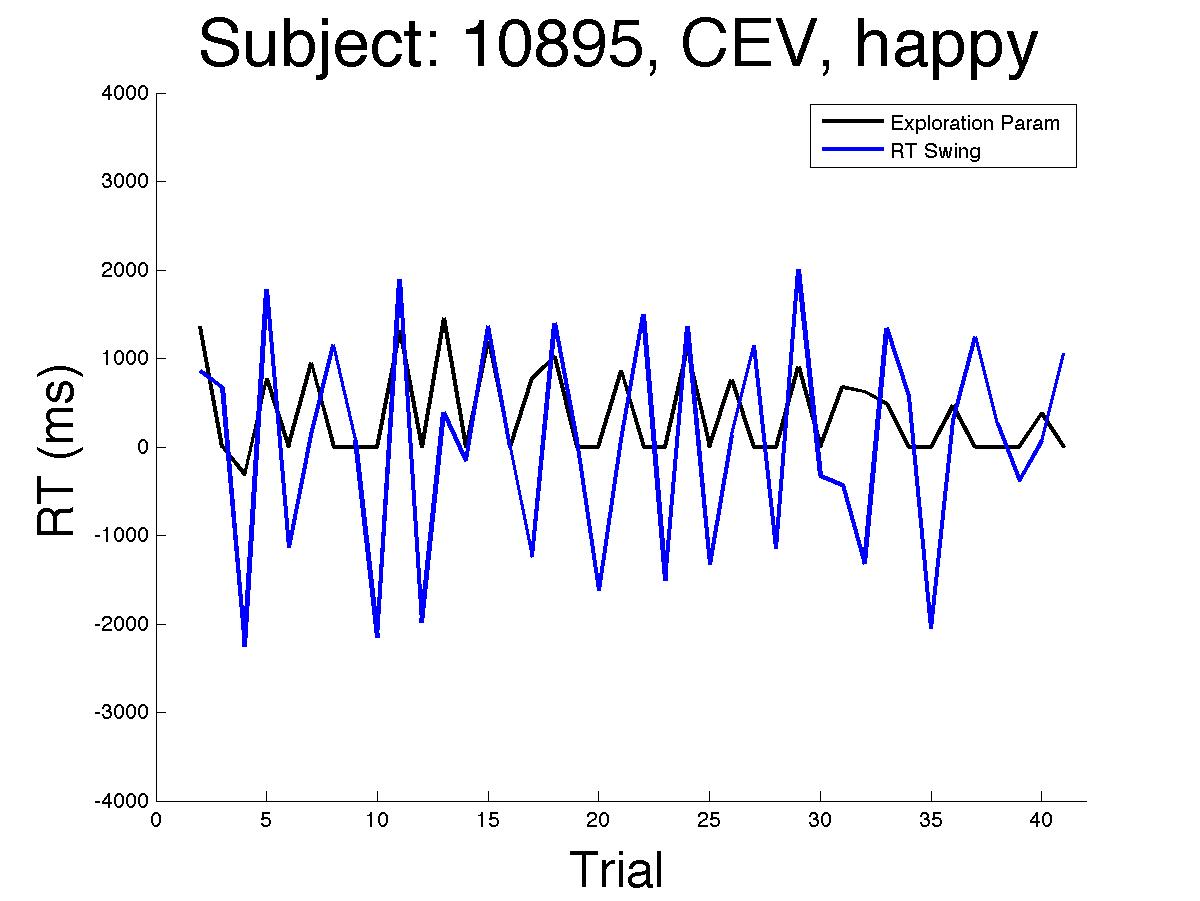 Subject: 10895, CEV, happy
4000
3000
2000
1000
0
-1000
-2000
-3000
-4000
RT (ms)
Exploration Param
RT Swing
0 5 10 15 20 25 30 35 40
Trial